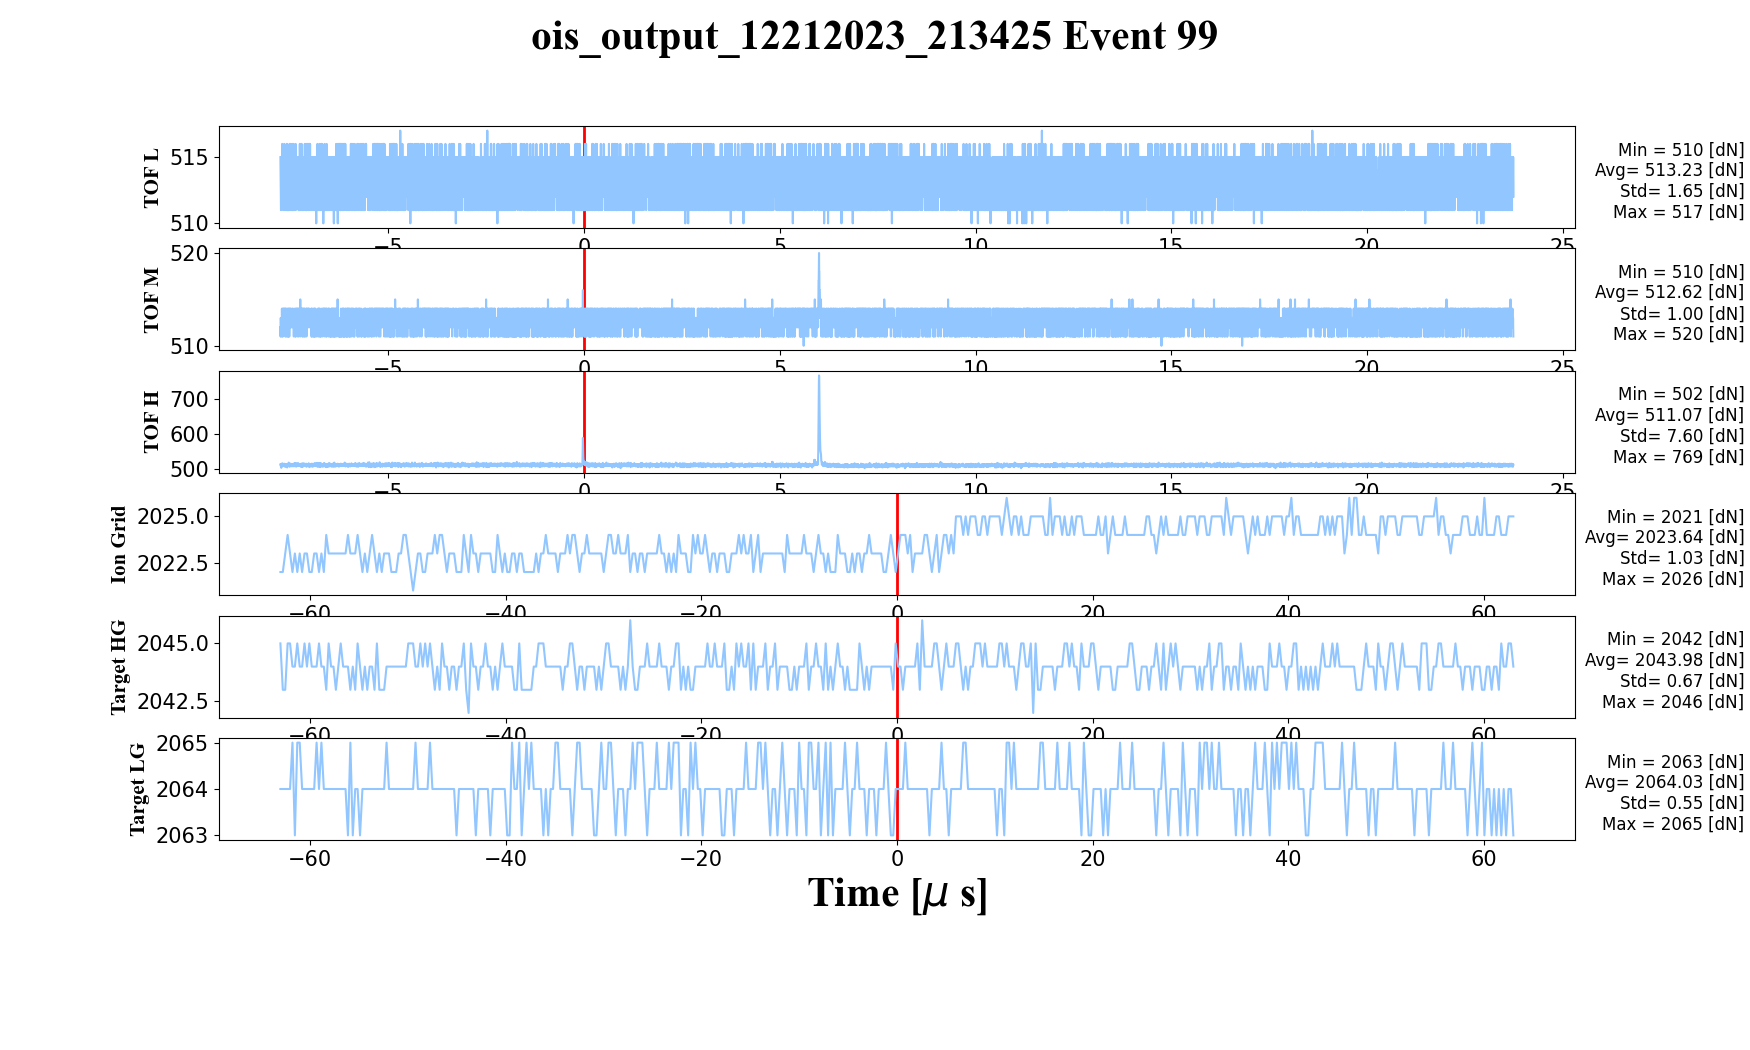 ois_output_12212023_213425 Event 99
TOF L
515
510
Min = 510 [dN]
Avg= 513.23 [dN]
Std= 1.65 [dN]
Max = 517 [dN]
−5 0 5 10 15 20 25
TOF M
520
510
Min = 510 [dN]
Avg= 512.62 [dN]
Std= 1.00 [dN]
Max = 520 [dN]
−5 0 5 10 15 20 25
TOF H
700
600
500
Min = 502 [dN]
Avg= 511.07 [dN]
Std= 7.60 [dN]
Max = 769 [dN]
−5 0 5 10 15 20 25
Ion Grid
2025.0
2022.5
Min = 2021 [dN]
Avg= 2023.64 [dN]
Std= 1.03 [dN]
Max = 2026 [dN]
−60 −40 −20 0 20 40 60
Target HG
2045.0
2042.5
Min = 2042 [dN]
Avg= 2043.98 [dN]
Std= 0.67 [dN]
Max = 2046 [dN]
−60 −40 −20 0 20 40 60
Target LG
2065
2064
2063
Min = 2063 [dN]
Avg= 2064.03 [dN]
Std= 0.55 [dN]
Max = 2065 [dN]
−60 −40 −20 0 20 40 60
Time [μ s]